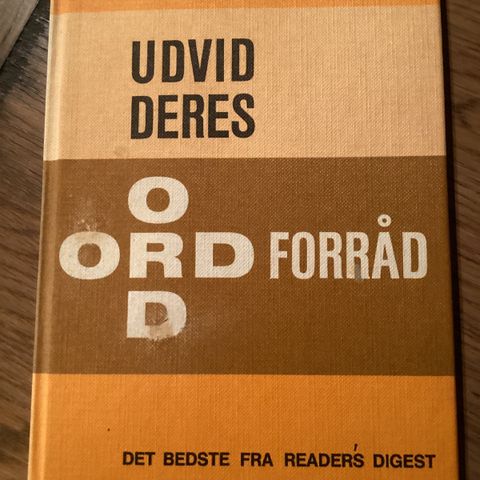 UDVID
DERES
O
ORD FORRÅD
D
DET BEDSTE FRA READER'S DIGEST